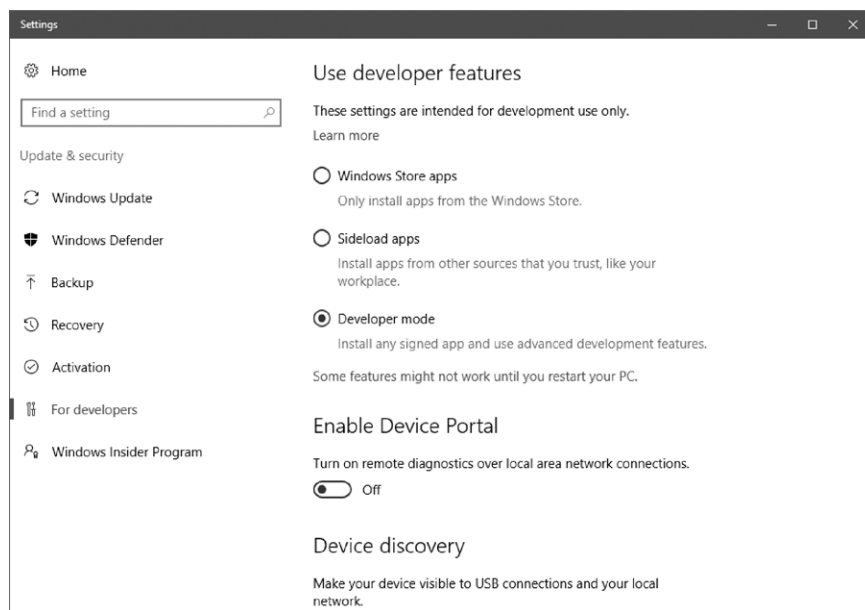 Settings
Home
Find a setting
Update & security
Windows Update
Windows Defender
Backup
Recovery
Activation
For developers
Windows Insider Program
Use developer features
These settings are intended for development use only.
Learn more
Windows Store apps
Only install apps from the Windows Store.
Sideload apps
Install apps from other sources that you trust, like your
workplace.
Developer mode
Install any signed app and use advanced development features.
Some features might not work until you restart your PC.
Enable Device Portal
Turn on remote diagnostics over local area network connections.
Off
Device discovery
Make your device visible to USB connections and your local
network.